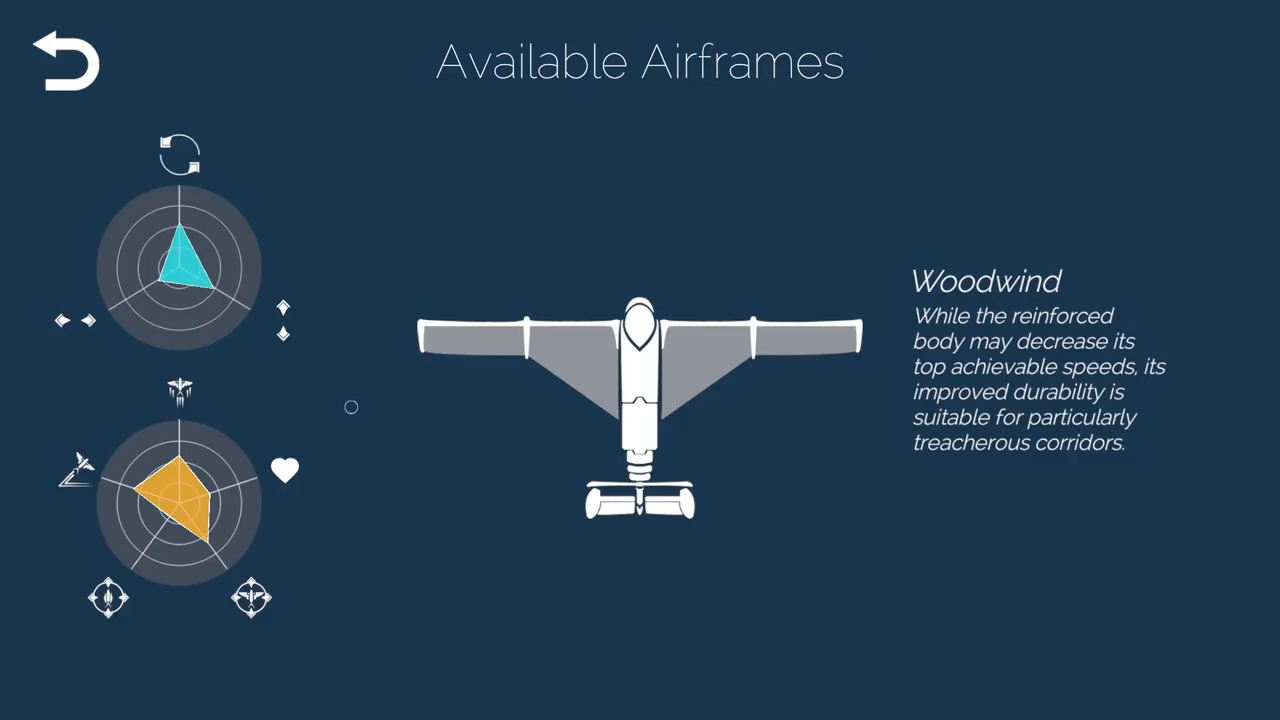 Available Airframes
Woodwind
While the reinforced
body may decrease its
top achievable speeds, its
improved durability is
suitable for particularly
treacherous corridors.